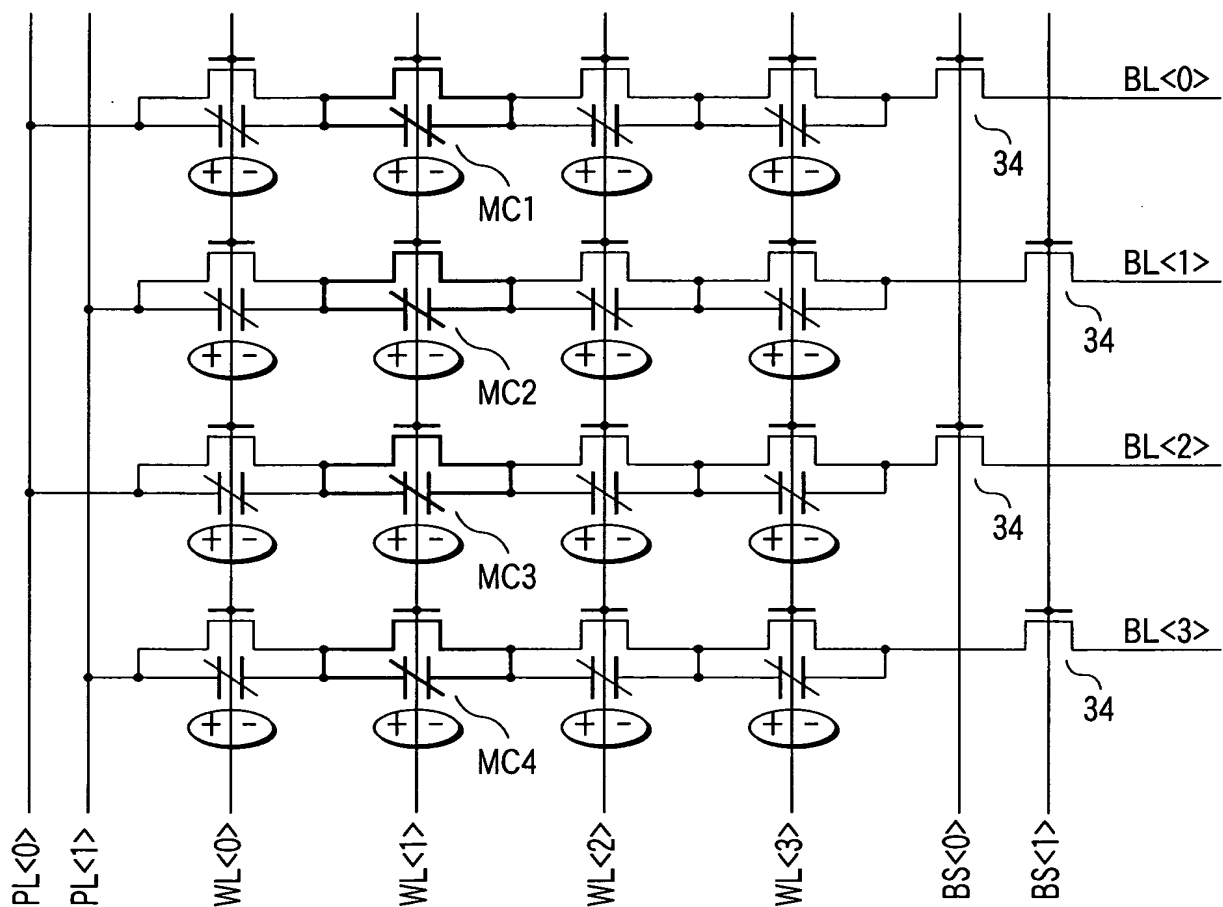 BL<0>
34
+ - + - + - + -
MC1
BL<1>
34
+ - + - + - + -
MC2
BL<2>
34
+ - + - + - + -
MC3
BL<3>
34
+ - + - + - + -
MC4
PL<0>
PL<1>
WL<0>
WL<1>
WL<2>
WL<3>
BS<0>
BS<1>